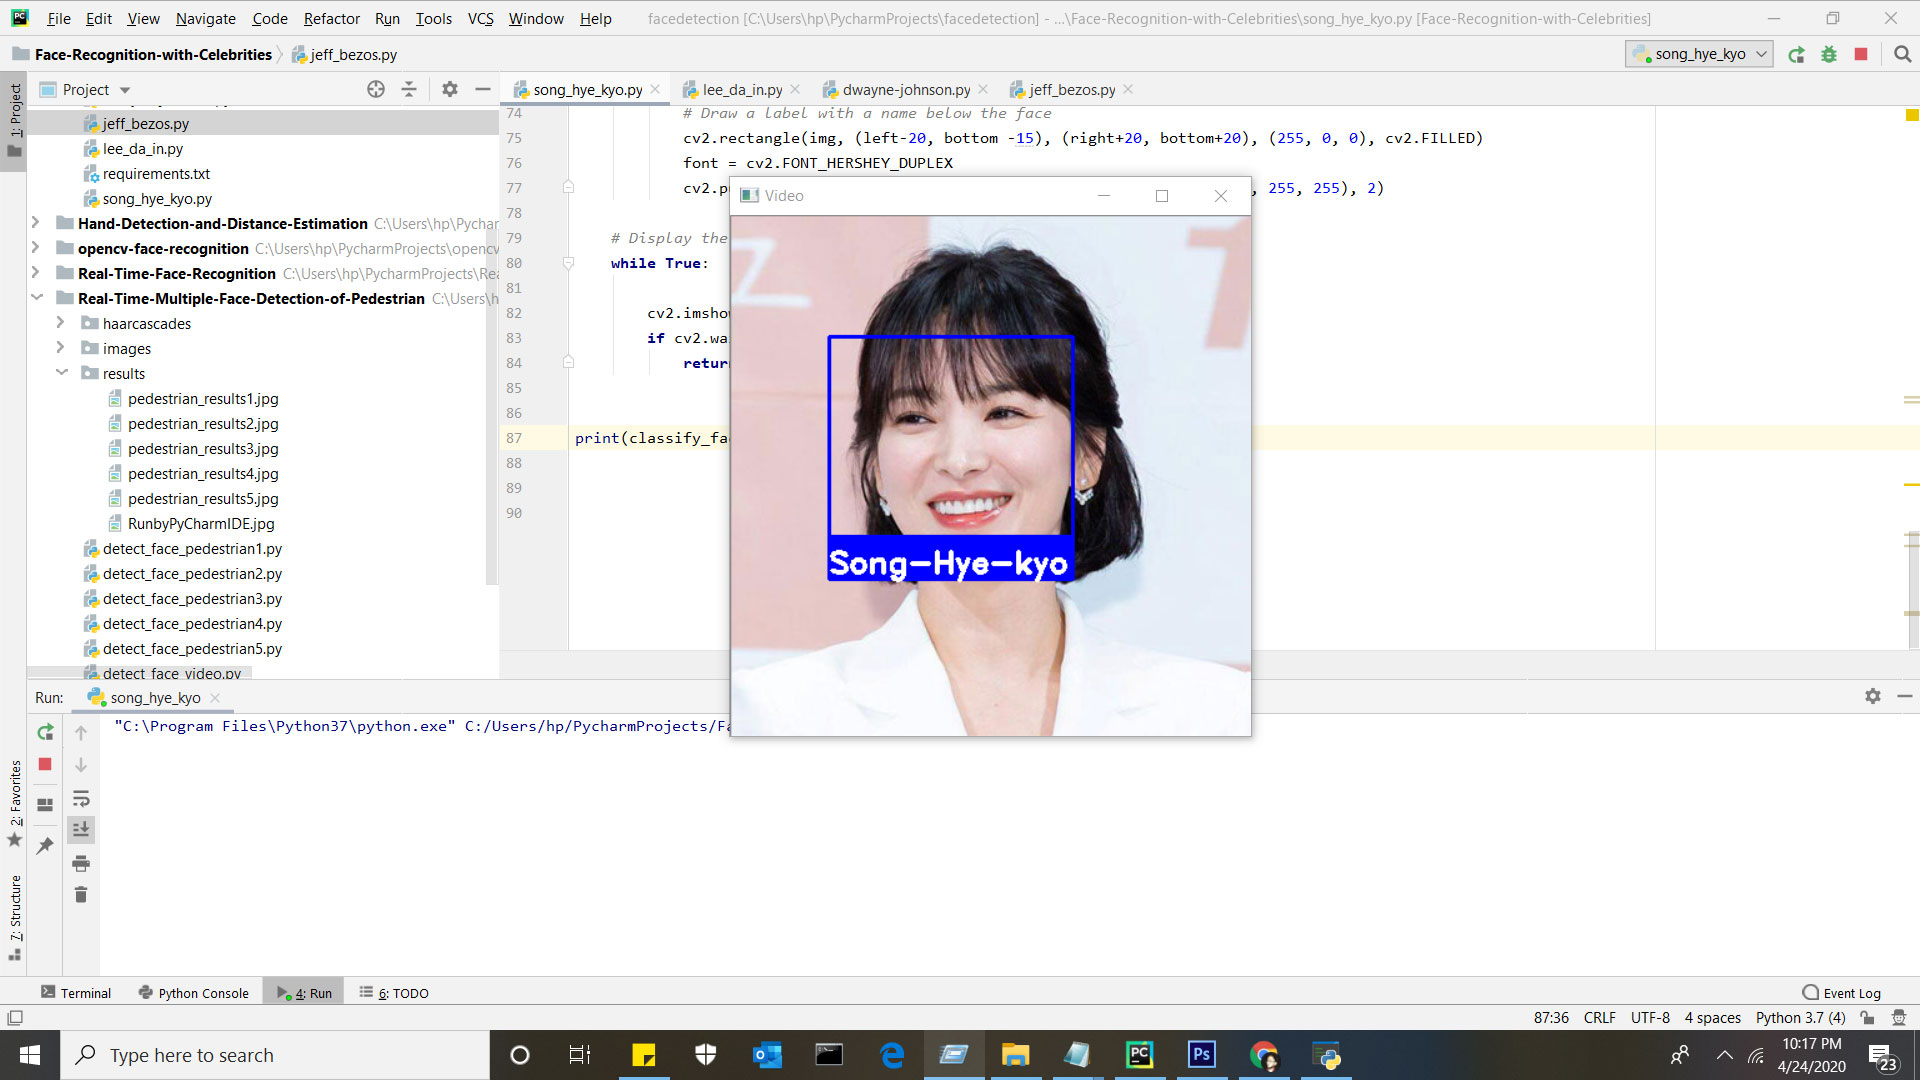 File Edit View Navigate Code Refactor Run Tools VCS Window Help facedetection [C:\Users\hp\PycharmProjects\facedetection] - ...\Face-Recognition-with-Celebrities\song_hye_kyo.py [Face-Recognition-with-Celebrities]
Face-Recognition-with-Celebrities jeff_bezos.py song_hye_kyo
1: Project
Project
song_hye_kyo.py lee_da_in.py dwayne-johnson.py jeff_bezos.py
jeff_bezos.py
lee_da_in.py
requirements.txt
song_hye_kyo.py
Hand-Detection-and-Distance-Estimation C:\Users\hp\Pychar
opencv-face-recognition C:\Users\hp\PycharmProjects\opencv
Real-Time-Face-Recognition C:\Users\hp\PycharmProjects\Rea
Real-Time-Multiple-Face-Detection-of-Pedestrian C:\Users\h
haarcascades
images
results
pedestrian_results1.jpg
pedestrian_results2.jpg
pedestrian_results3.jpg
pedestrian_results4.jpg
pedestrian_results5.jpg
RunbyPyCharmIDE.jpg
detect_face_pedestrian1.py
detect_face_pedestrian2.py
detect_face_pedestrian3.py
detect_face_pedestrian4.py
detect_face_pedestrian5.py
detect_face_video.py
74 # Draw a label with a name below the face
75 cv2.rectangle(img, (left-20, bottom -15), (right+20, bottom+20), (255, 0, 0), cv2.FILLED)
76 font = cv2.FONT_HERSHEY_DUPLEX
77 cv2.p , 255, 255), 2)
78
79 # Display the
80 while True:
81
82 cv2.imshow
83 if cv2.wa
84 return
85
86
87 print(classify_fa
88
89
90
Video
Song-Hye-kyo
Run: song_hye_kyo
"C:\Program Files\Python37\python.exe" C:/Users/hp/PycharmProjects/Fa
2: Favorites
7: Structure
Terminal Python Console 4: Run 6: TODO Event Log
87:36 CRLF UTF-8 4 spaces Python 3.7 (4)
Type here to search
PC
Ps
10:17 PM
4/24/2020
23